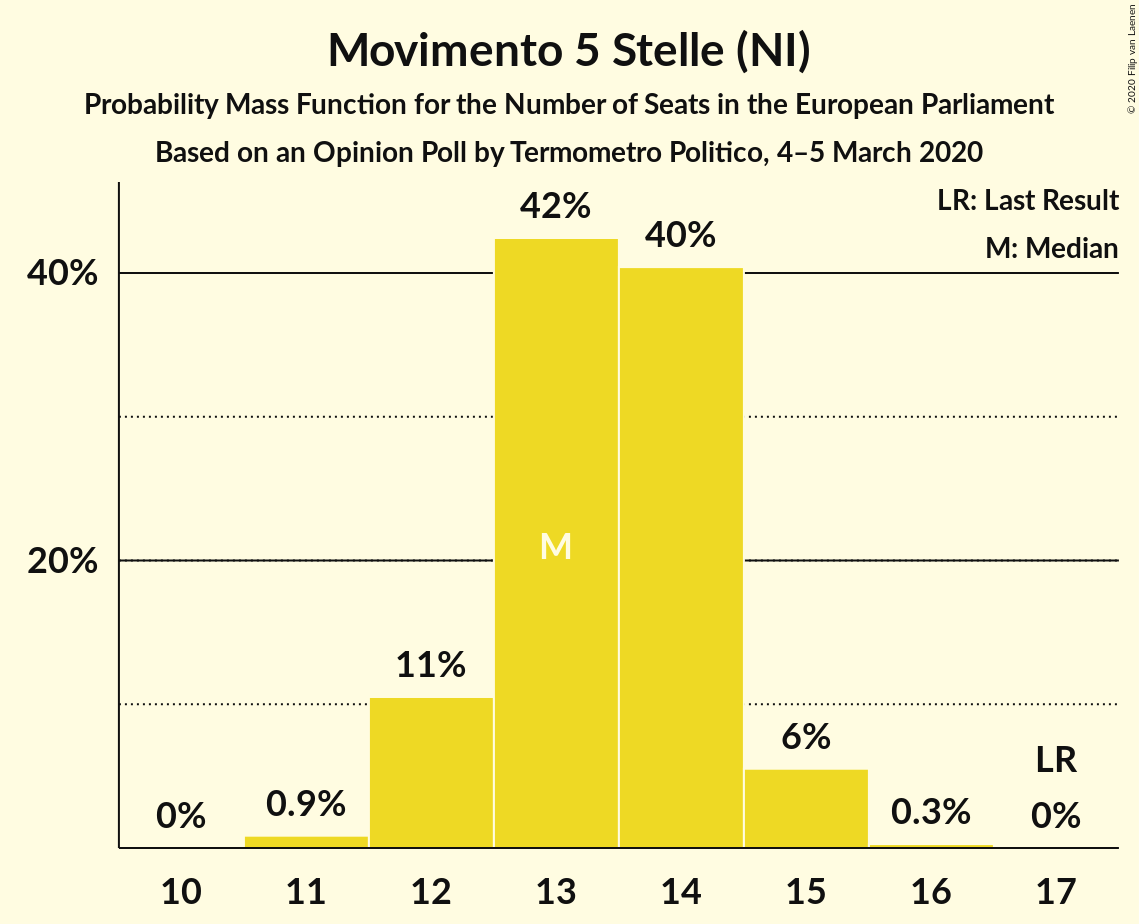 Movimento 5 Stelle (NI)
Probability Mass Function for the Number of Seats in the European Parliament
Based on an Opinion Poll by Termometro Politico, 4–5 March 2020
© 2020 Filip van Laenen
LR: Last Result
M: Median
42%
40%
40%
M
20%
11%
6%
LR
0%
0.9%
0.3%
0%
10 11 12 13 14 15 16 17